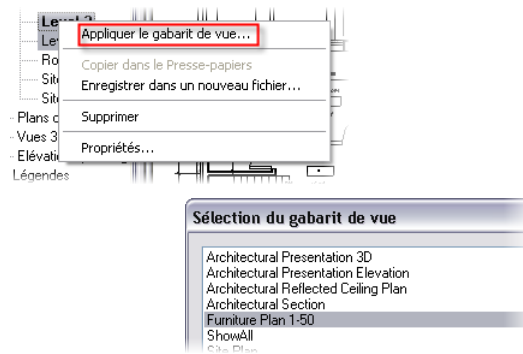 Level 2
Appliquer le gabarit de vue...
Copier dans le Presse-papiers
Enregistrer dans un nouveau fichier...
Supprimer
Propriétés...
Plans
Vues 3
Légendes
Sélection du gabarit de vue
Architectural Presentation 3D
Architectural Presentation Elevation
Architectural Reflected Ceiling Plan
Architectural Section
Furniture Plan 1-50
ShowAll
Site Plan